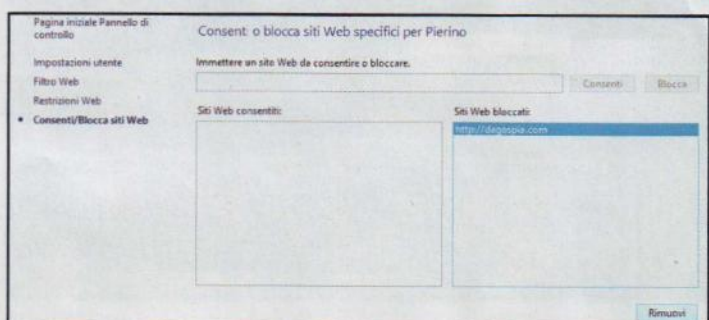 Pagina iniziale Pannello di
controllo
Impostazioni utente
Filtro Web
Restrizioni Web
Consenti/Blocca siti Web
Consent o blocca siti Web specifici per Pierino
Immettere un sito Web da consentire o bloccare.
Consenti
Blocca
Siti Web consentiti:
Siti Web bloccati:
http://dagospia.com
Rimuovi